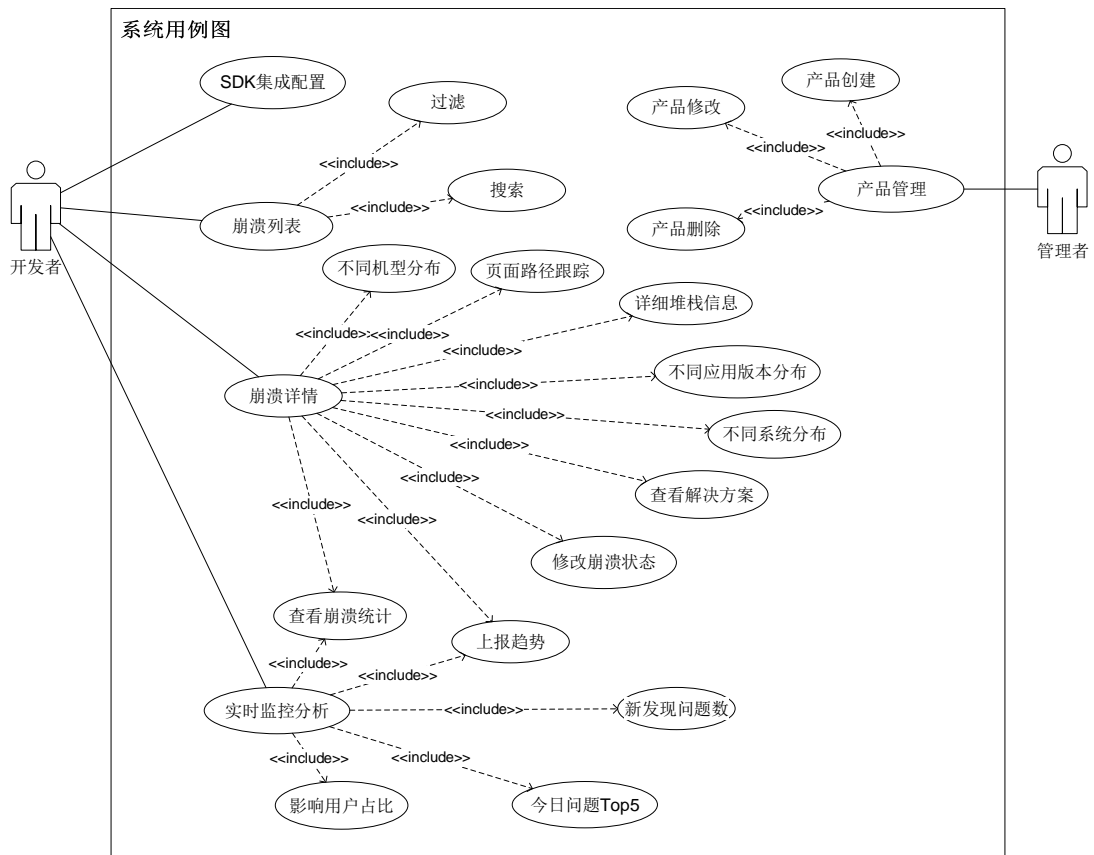 系统用例图
SDK集成配置
过滤
产品创建
产品修改
<<include>>
<<include>>
<<include>>
搜索
产品管理
<<include>>
<<include>>
崩溃列表
产品删除
开发者
管理者
不同机型分布
页面路径跟踪
详细堆栈信息
<<include>>
<<include>>
<<include>>
不同应用版本分布
<<include>>
崩溃详情
<<include>>
不同系统分布
<<include>>
<<include>>
查看解决方案
<<include>>
<<include>>
修改崩溃状态
查看崩溃统计
上报趋势
<<include>>
<<include>>
实时监控分析
<<include>>
新发现问题数
<<include>>
<<include>>
影响用户占比
今日问题Top5